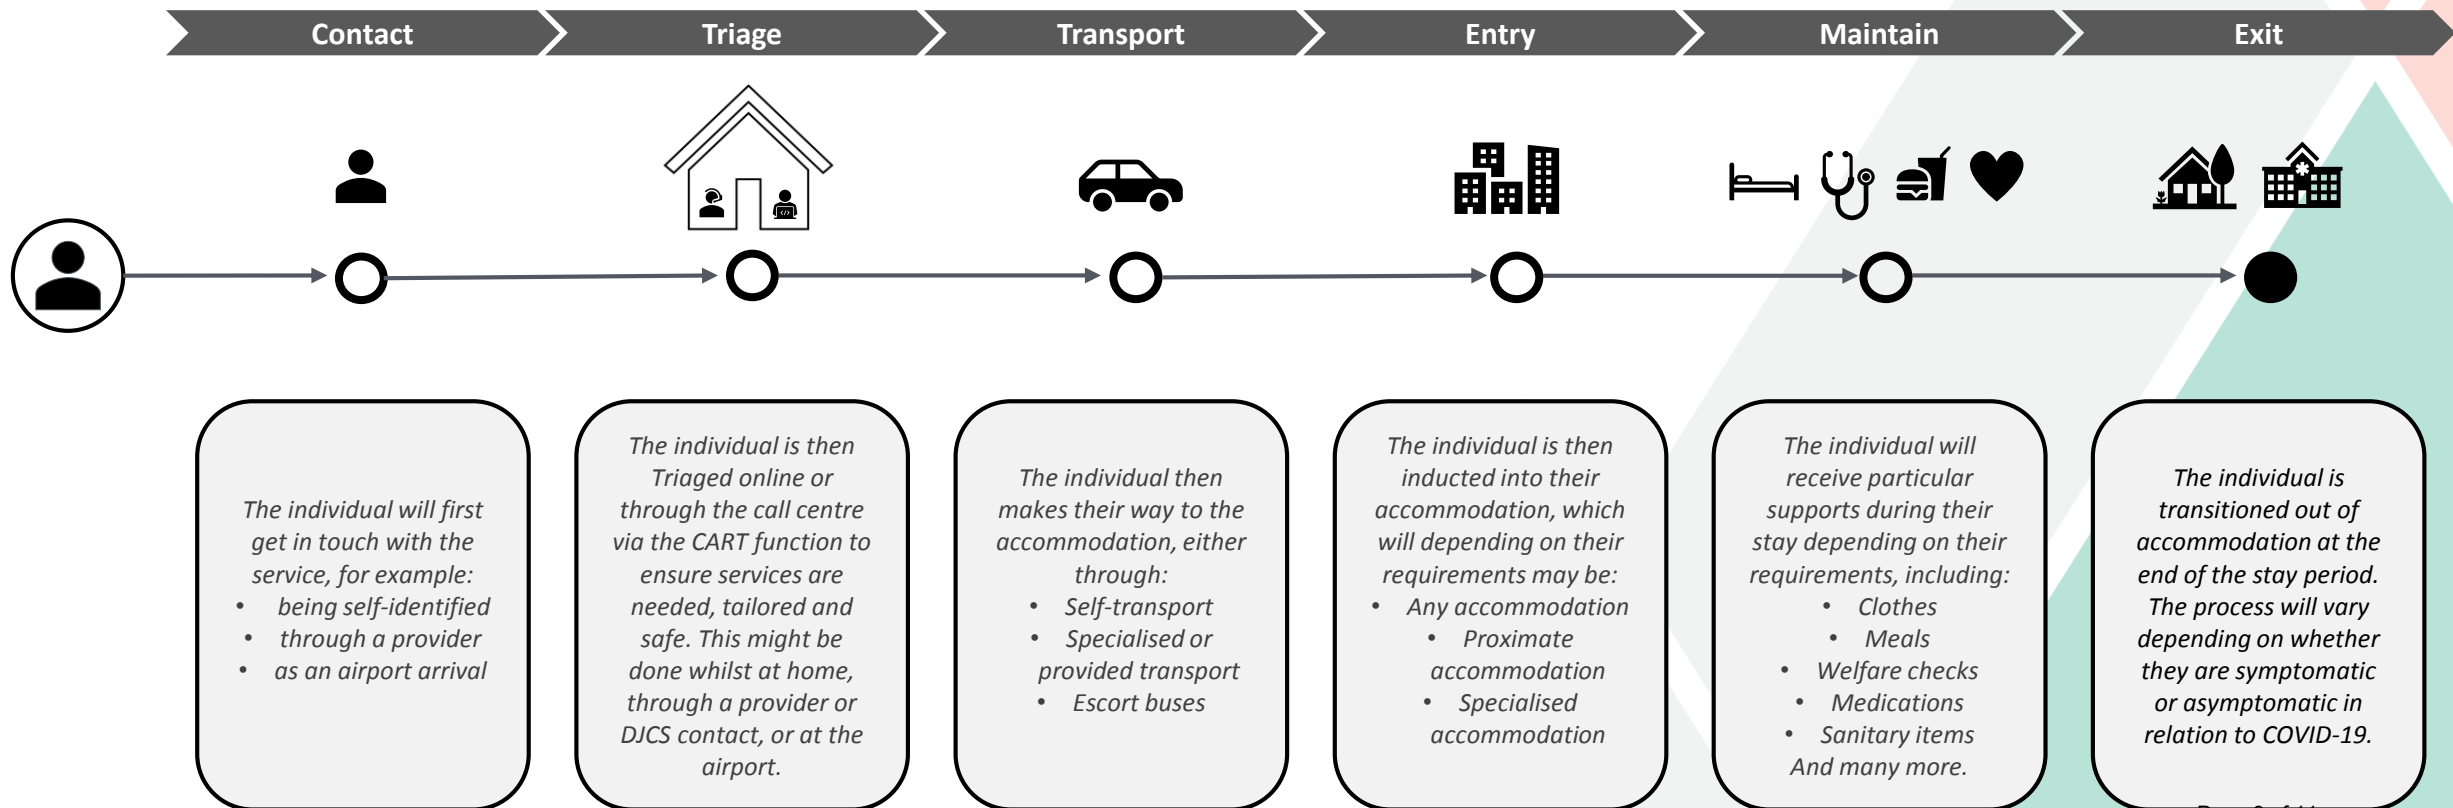 Contact
Triage
Transport
Entry
Maintain
Exit
The individual will first
get in touch with the
service, for example:
• being self-identified
• through a provider
• as an airport arrival
The individual is then
Triaged online or
through the call centre
via the CART function to
ensure services are
needed, tailored and
safe. This might be
done whilst at home,
through a provider or
DJCS contact, or at the
airport.
The individual then
makes their way to the
accommodation, either
through:
• Self-transport
• Specialised or
provided transport
• Escort buses
The individual is then
inducted into their
accommodation, which
will depending on their
requirements may be:
• Any accommodation
• Proximate
accommodation
• Specialised
accommodation
The individual will
receive particular
supports during their
stay depending on their
requirements, including:
• Clothes
• Meals
• Welfare checks
• Medications
• Sanitary items
And many more.
The individual is
transitioned out of
accommodation at the
end of the stay period.
The process will vary
depending on whether
they are symptomatic
or asymptomatic in
relation to COVID-19.